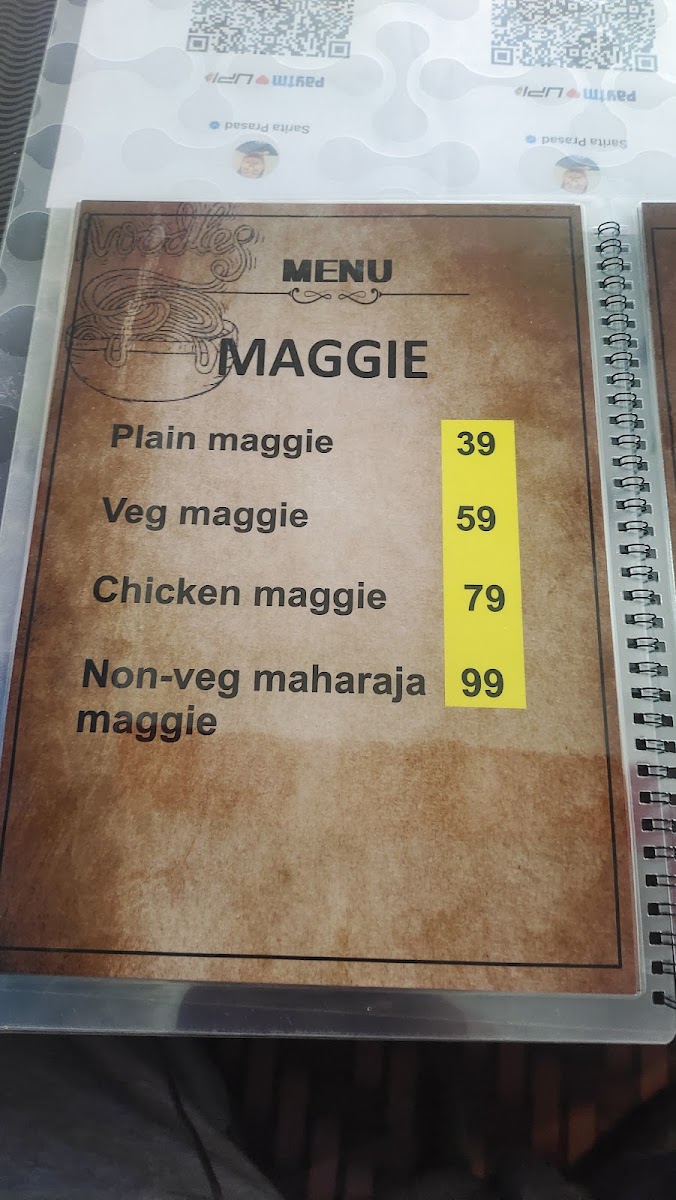 Paytm UPI
Sarita Prasad
Paytm UPI
Sarita Prasad
Noodles
MENU
MAGGIE
Plain maggie 39
Veg maggie 59
Chicken maggie 79
Non-veg maharaja 99
maggie